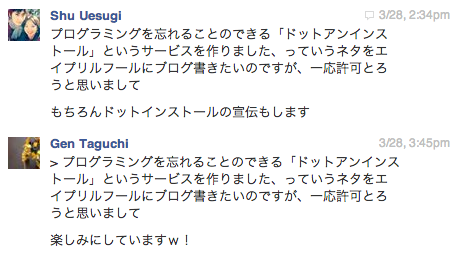 Shu Uesugi 3/28, 2:34pm
プログラミングを忘れることのできる「ドットアンインス
トール」というサービスを作りました、っていうネタをエ
イプリルフールにブログ書きたいのですが、一応許可とろ
うと思いまして
もちろんドットインストールの宣伝もします
Gen Taguchi 3/28, 3:45pm
> プログラミングを忘れることのできる「ドットアンインス
トール」というサービスを作りました、っていうネタをエ
イプリルフールにブログ書きたいのですが、一応許可とろ
うと思いまして
楽しみにしていますｗ！